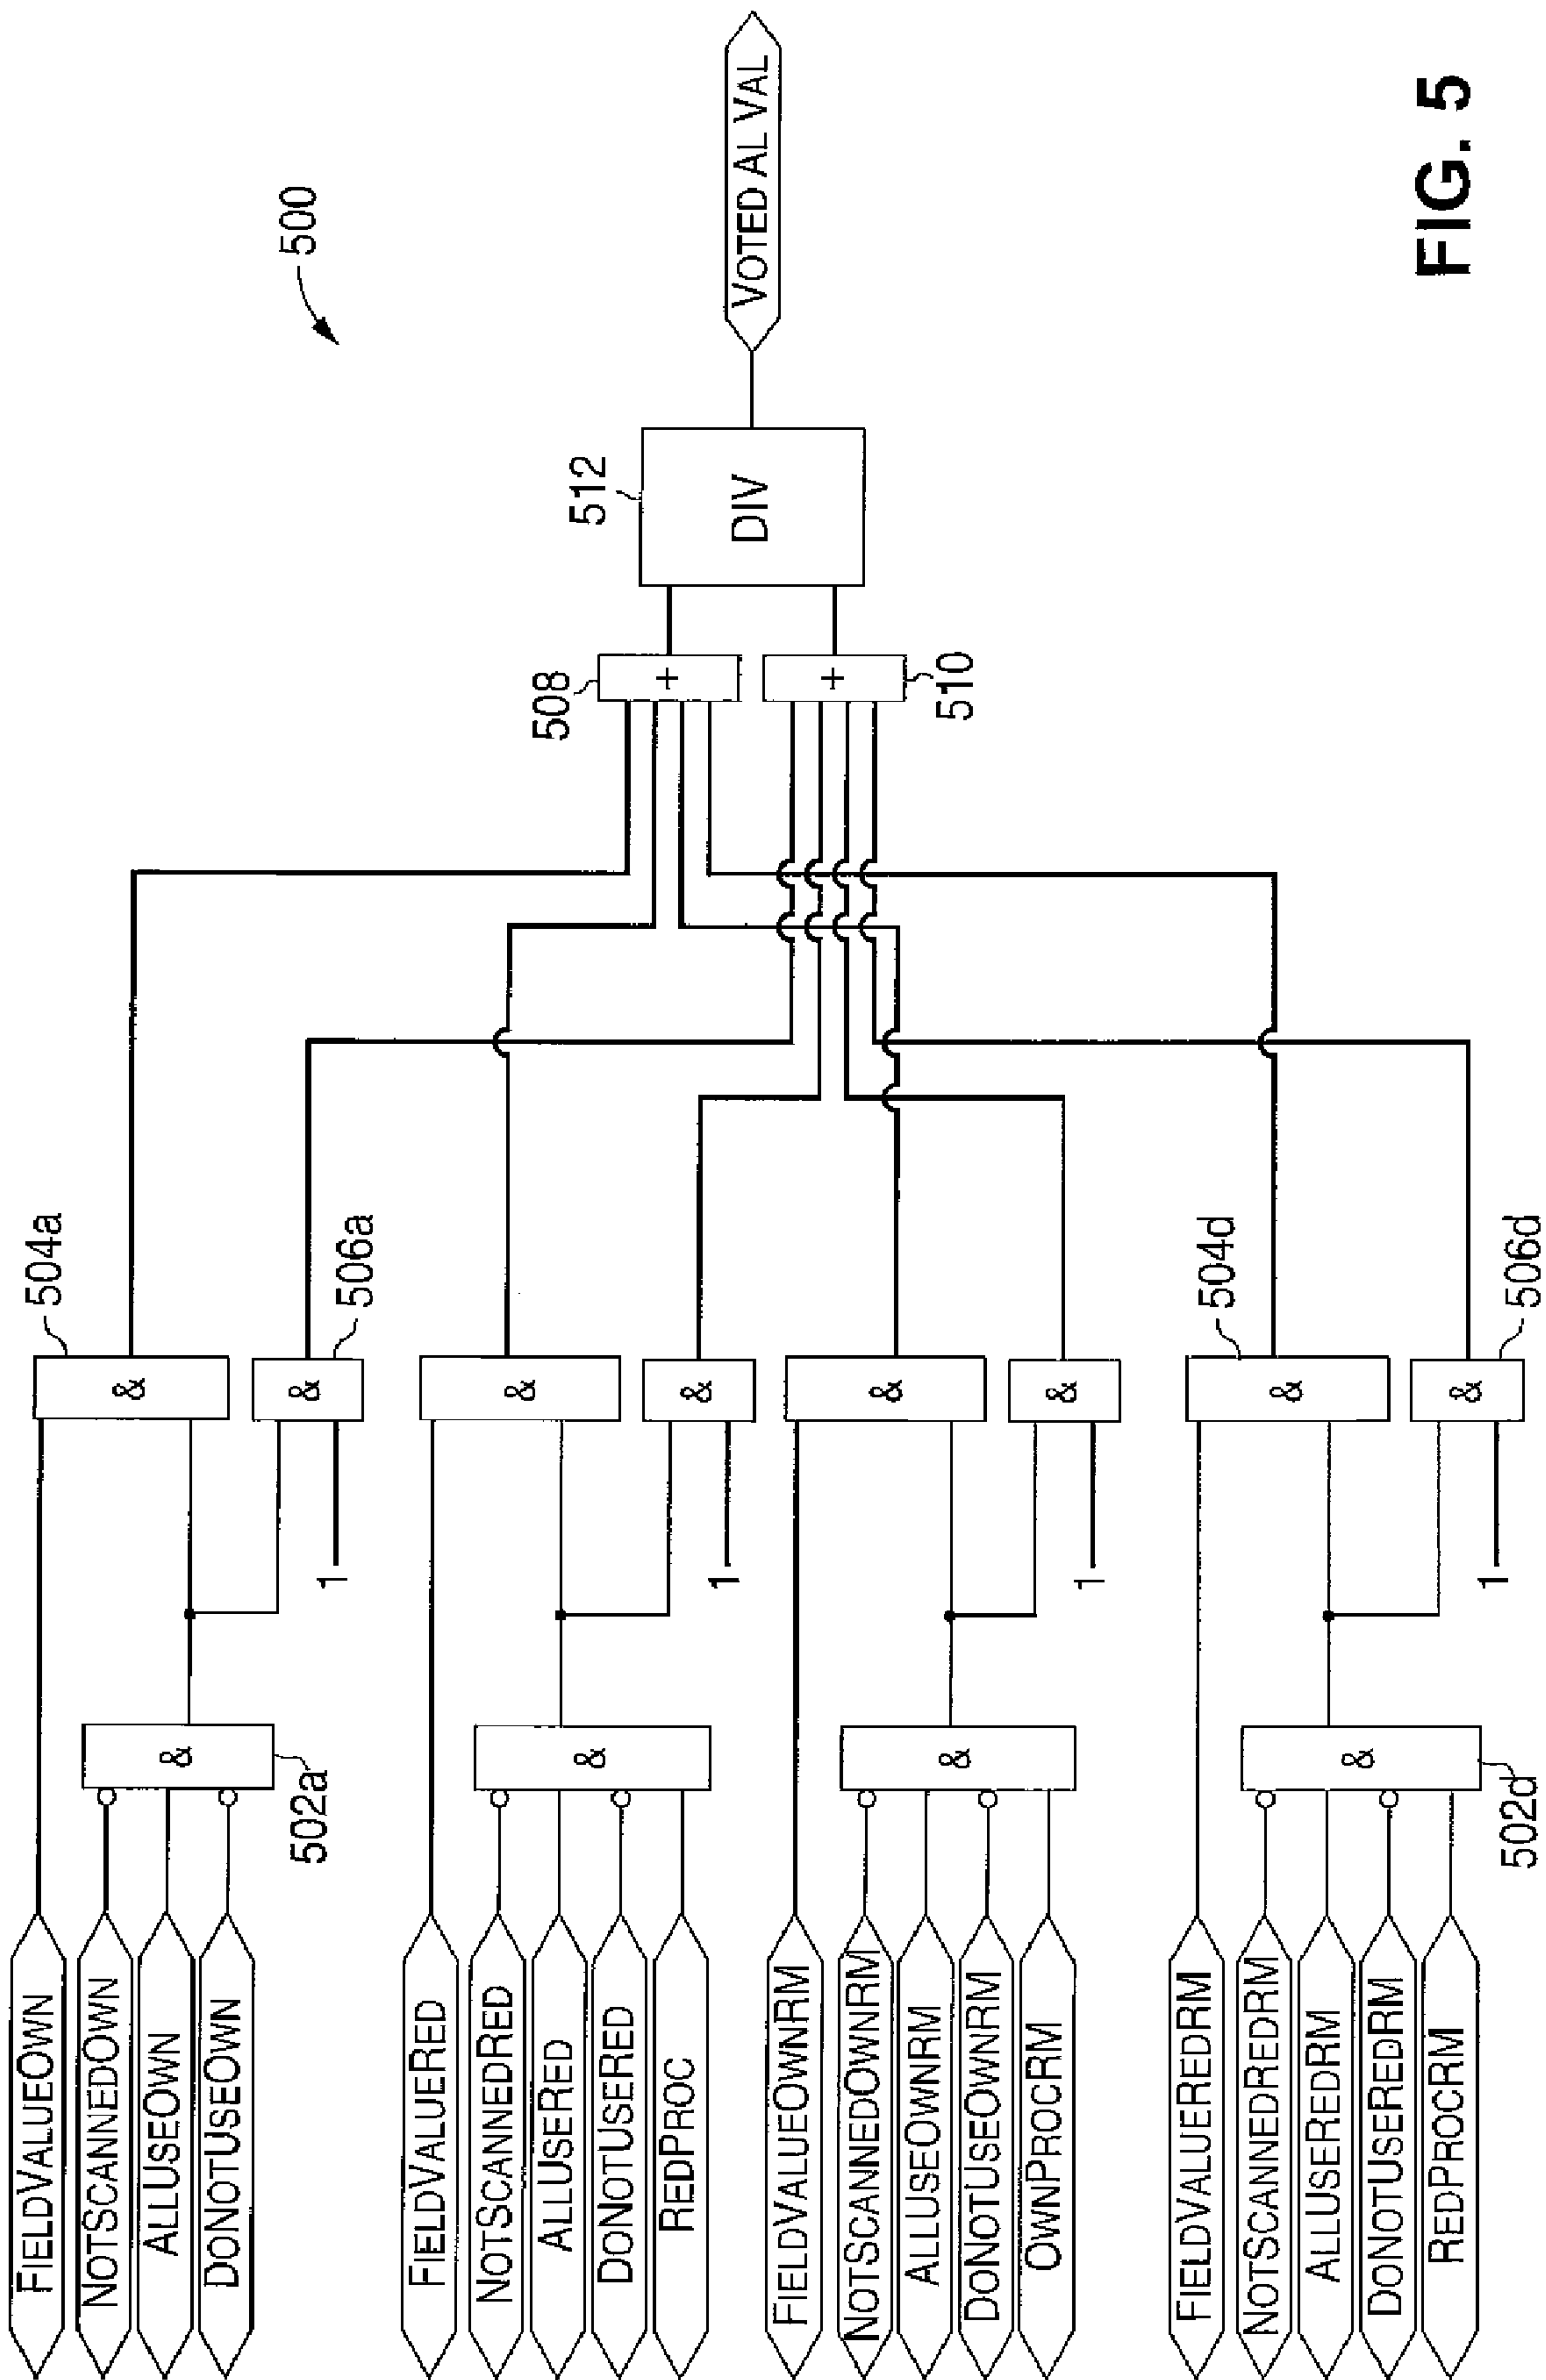 500
FIELDVALUEOWN
NOTSCANNEDOWN
ALLUSEOWN
DONOTUSEOWN
&
502a
&
504a
&
506a
1
FIELDVALUERED
NOTSCANNEDRED
ALLUSERED
DONOTUSERED
REDPROC
&
&
&
1
FIELDVALUEOWNRM
NOTSCANNEDOWNRM
ALLUSEOWNRM
DONOTUSEOWNRM
OWNPROCRM
&
&
&
1
FIELDVALUEREDRM
NOTSCANNEDREDRM
ALLUSEREDRM
DONOTUSEREDRM
REDPROCRM
&
502d
&
504d
&
506d
1
508
+
+
510
512
DIV
VOTED AL VAL
FIG. 5